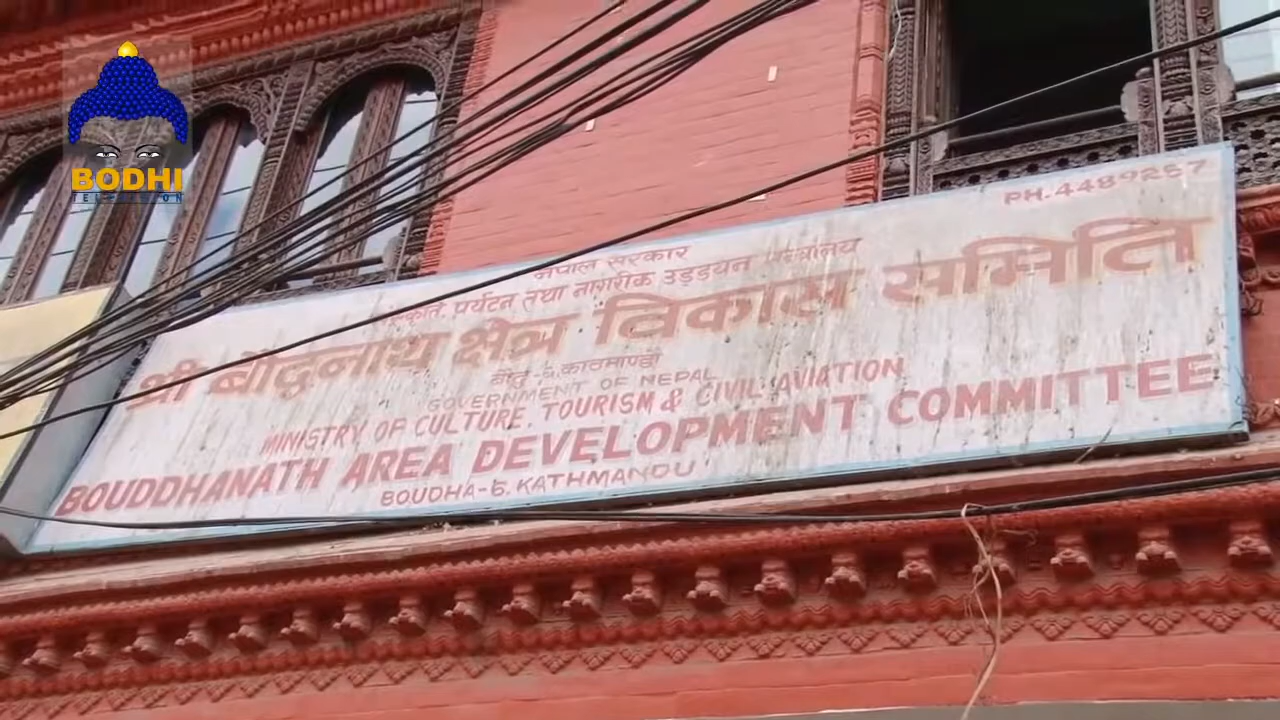 BODHI
TELEVISION
PH.4489257
नेपाल सरकार
पर्यटन तथा नागरीक उड्डयन मन्त्रालय
श्री बौद्धनाथ क्षेत्र विकास समिति
काठमाण्डौ
GOVERNMENT OF NEPAL
MINISTRY OF CULTURE, TOURISM & CIVIL AVIATION
BOUDDHANATH AREA DEVELOPMENT COMMITTEE
BOUDHA-6, KATHMANDU